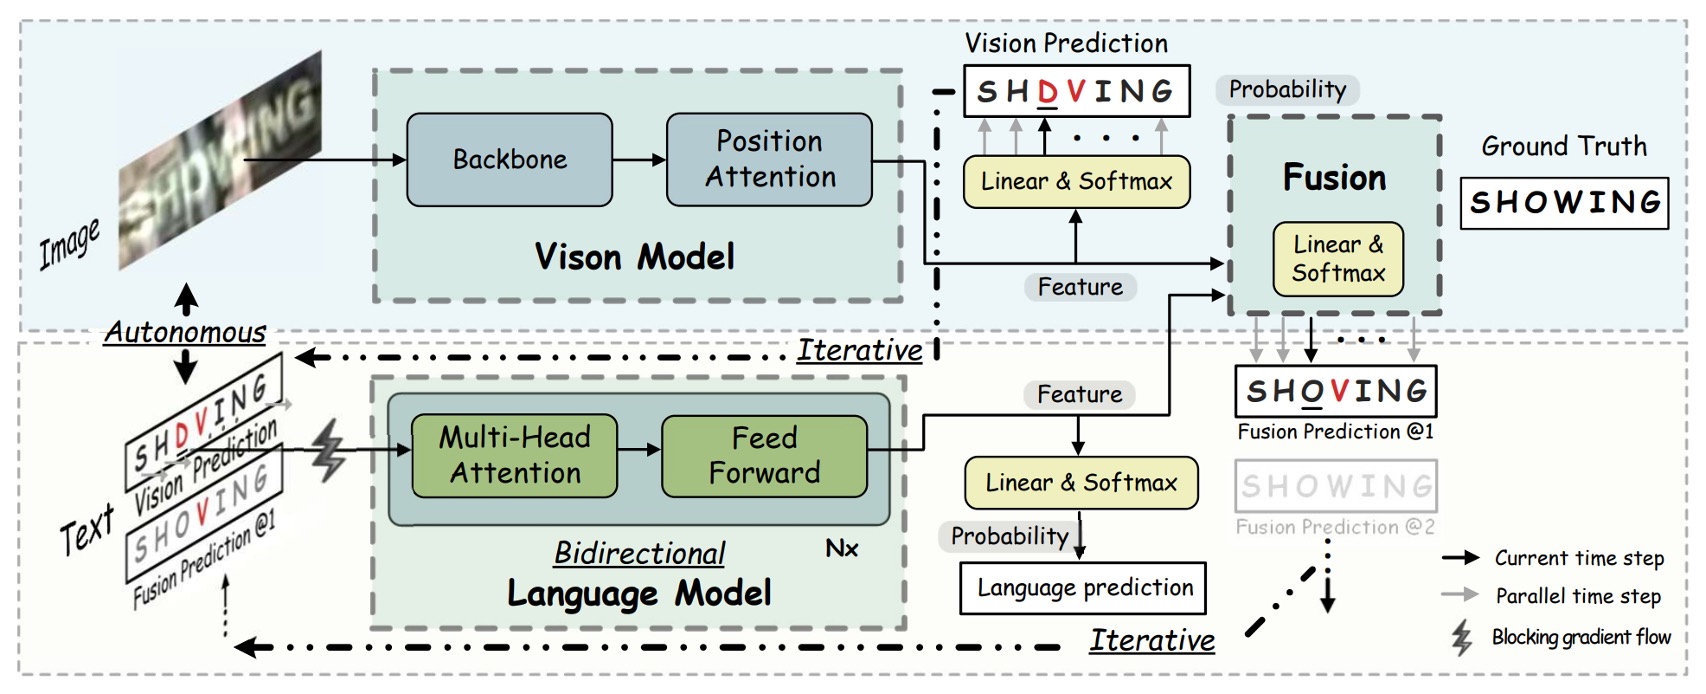 Image
SHOWING
Autonomous
Backbone
Position
Attention
Vison Model
Vision Prediction
SHDVING
Linear & Softmax
Feature
Probability
Fusion
Linear &
Softmax
Ground Truth
SHOWING
Iterative
Text
SHDVING
Vision Prediction
SHOVING
Fusion Prediction @1
Multi-Head
Attention
Feed
Forward
Nx
Bidirectional
Language Model
Feature
Linear & Softmax
Probability
Language prediction
SHOVING
Fusion Prediction @1
SHOWING
Fusion Prediction @2
Iterative
Current time step
Parallel time step
Blocking gradient flow